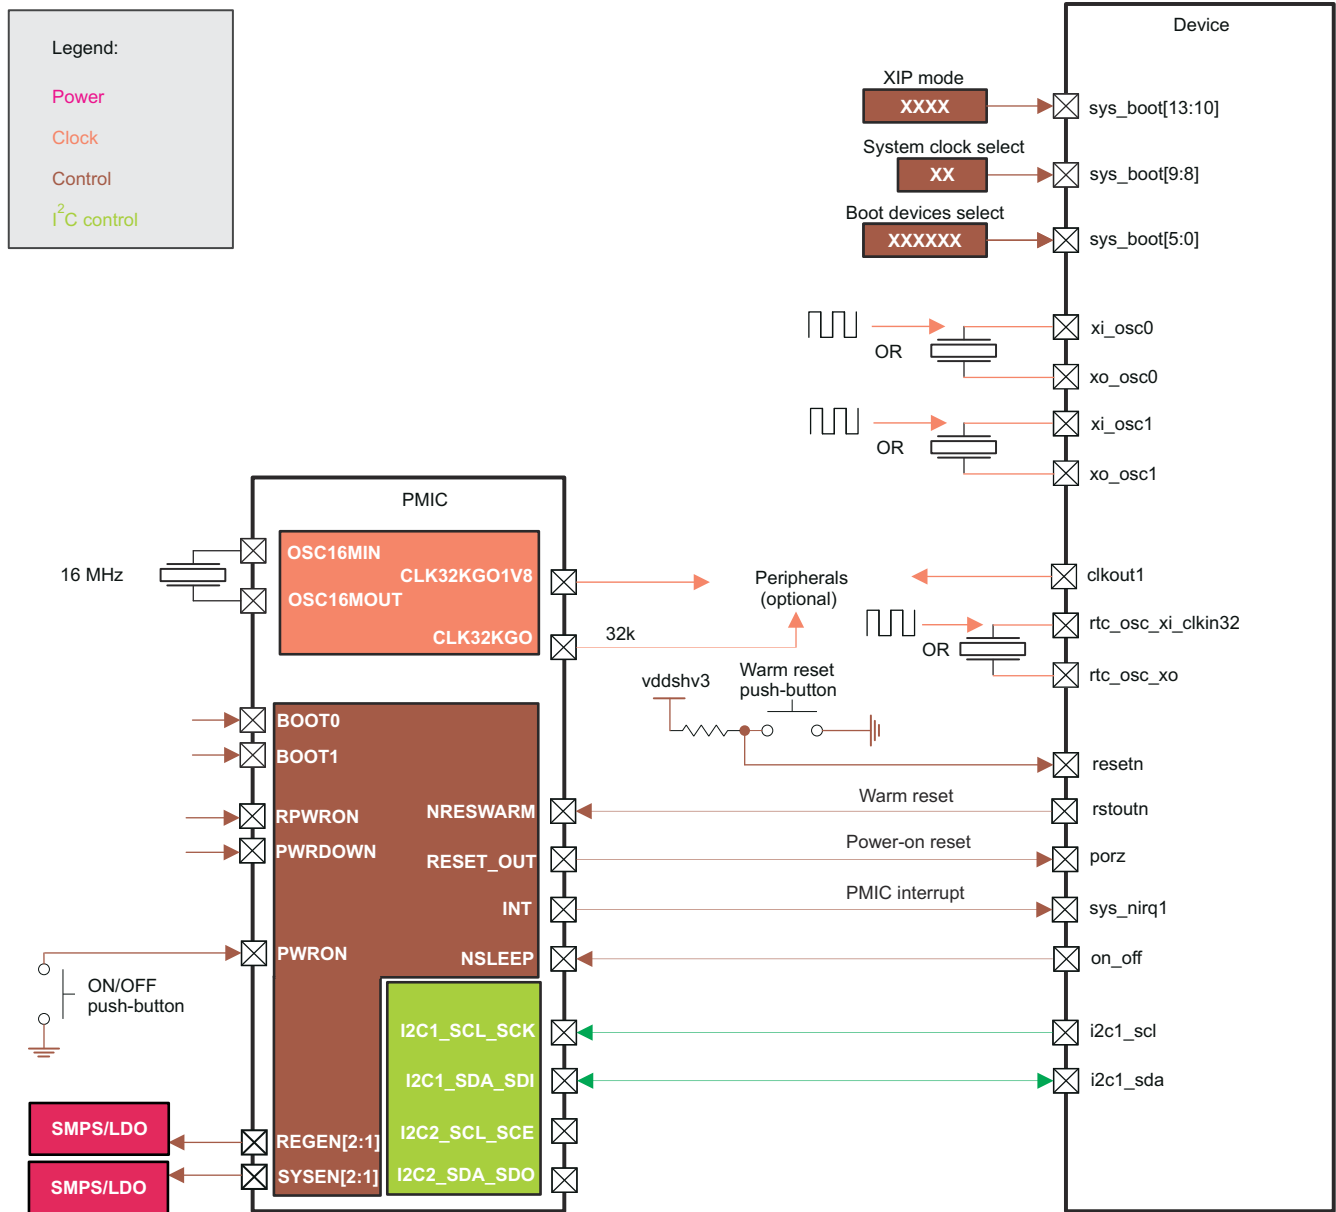 Legend:
Power
Clock
Control
I2C control
Device
XIP mode
XXXX
sys_boot[13:10]
System clock select
XX
sys_boot[9:8]
Boot devices select
XXXXXX
sys_boot[5:0]
xi_osc0
OR
xo_osc0
xi_osc1
OR
xo_osc1
PMIC
16 MHz
OSC16MIN
CLK32KGO1V8
OSC16MOUT
CLK32KGO
32k
Peripherals
(optional)
clkout1
rtc_osc_xi_clkin32
OR
rtc_osc_xo
vddshv3
Warm reset
push-button
BOOT0
BOOT1
resetn
RPWRON
NRESWARM
Warm reset
rstoutn
PWRDOWN
RESET_OUT
Power-on reset
porz
INT
PMIC interrupt
sys_nirq1
PWRON
NSLEEP
on_off
ON/OFF
push-button
I2C1_SCL_SCK
i2c1_scl
I2C1_SDA_SDI
i2c1_sda
SMPS/LDO
REGEN[2:1]
I2C2_SCL_SCE
SMPS/LDO
SYSEN[2:1]
I2C2_SDA_SDO